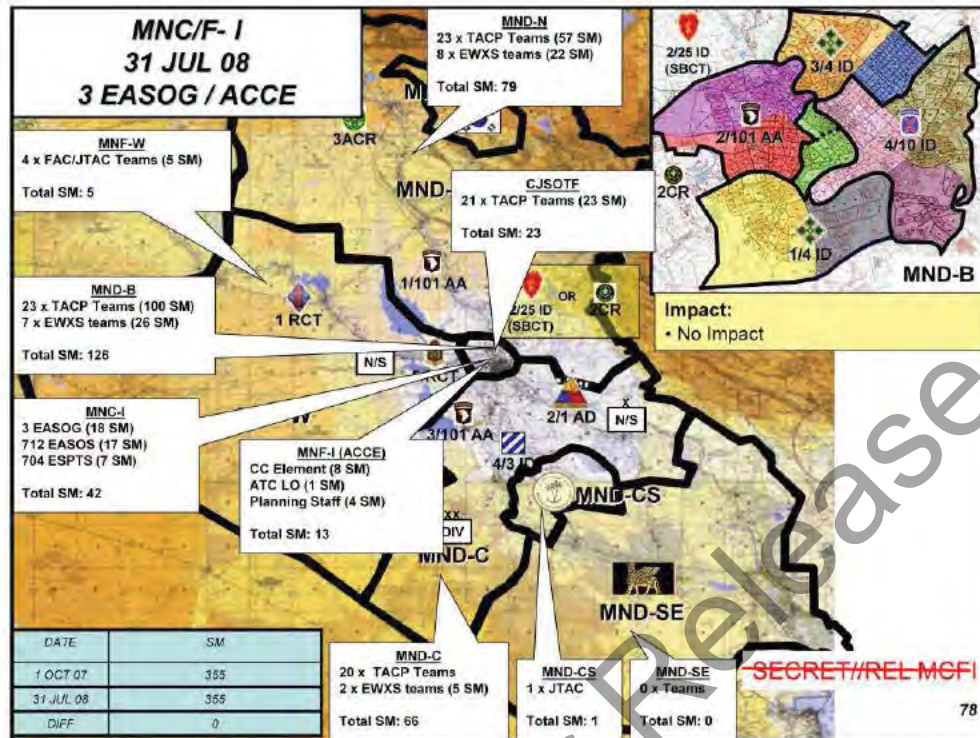 MNC/F- I
31 JUL 08
3 EASOG / ACCE
MND-N
23 x TACP Teams (57 SM)
8 x EWXS teams (22 SM)
Total SM: 79
2/25 ID
(SBCT)
3/4 ID
2/101 AA
4/10 ID
2CR
1/4 ID
MND-B
3ACR
MNF-W
4 x FAC/JTAC Teams (5 SM)
Total SM: 5
MND-
CJSOTF
21 x TACP Teams (23 SM)
Total SM: 23
1/101 AA
2/25 ID
(SBCT)
OR
2CR
Impact:
• No Impact
MND-B
23 x TACP Teams (100 SM)
7 x EWXS teams (26 SM)
Total SM: 126
1 RCT
N/S
RCT
2/1 AD
X
N/S
MNC-I
3 EASOG (18 SM)
712 EASOS (17 SM)
704 ESPTS (7 SM)
Total SM: 42
3/101 AA
4/3 ID
MNF-I (ACCE)
CC Element (8 SM)
ATC LO (1 SM)
Planning Staff (4 SM)
Total SM: 13
MND-CS
XX
DIV
MND-C
MND-SE
DATE SM
1 OCT 07 355
31 JUL 08 355
DIFF 0
MND-C
20 x TACP Teams
2 x EWXS teams (5 SM)
Total SM: 66
MND-CS
1 x JTAC
Total SM: 1
MND-SE
0 x Teams
Total SM: 0
SECRET//REL MCFI
78
Release